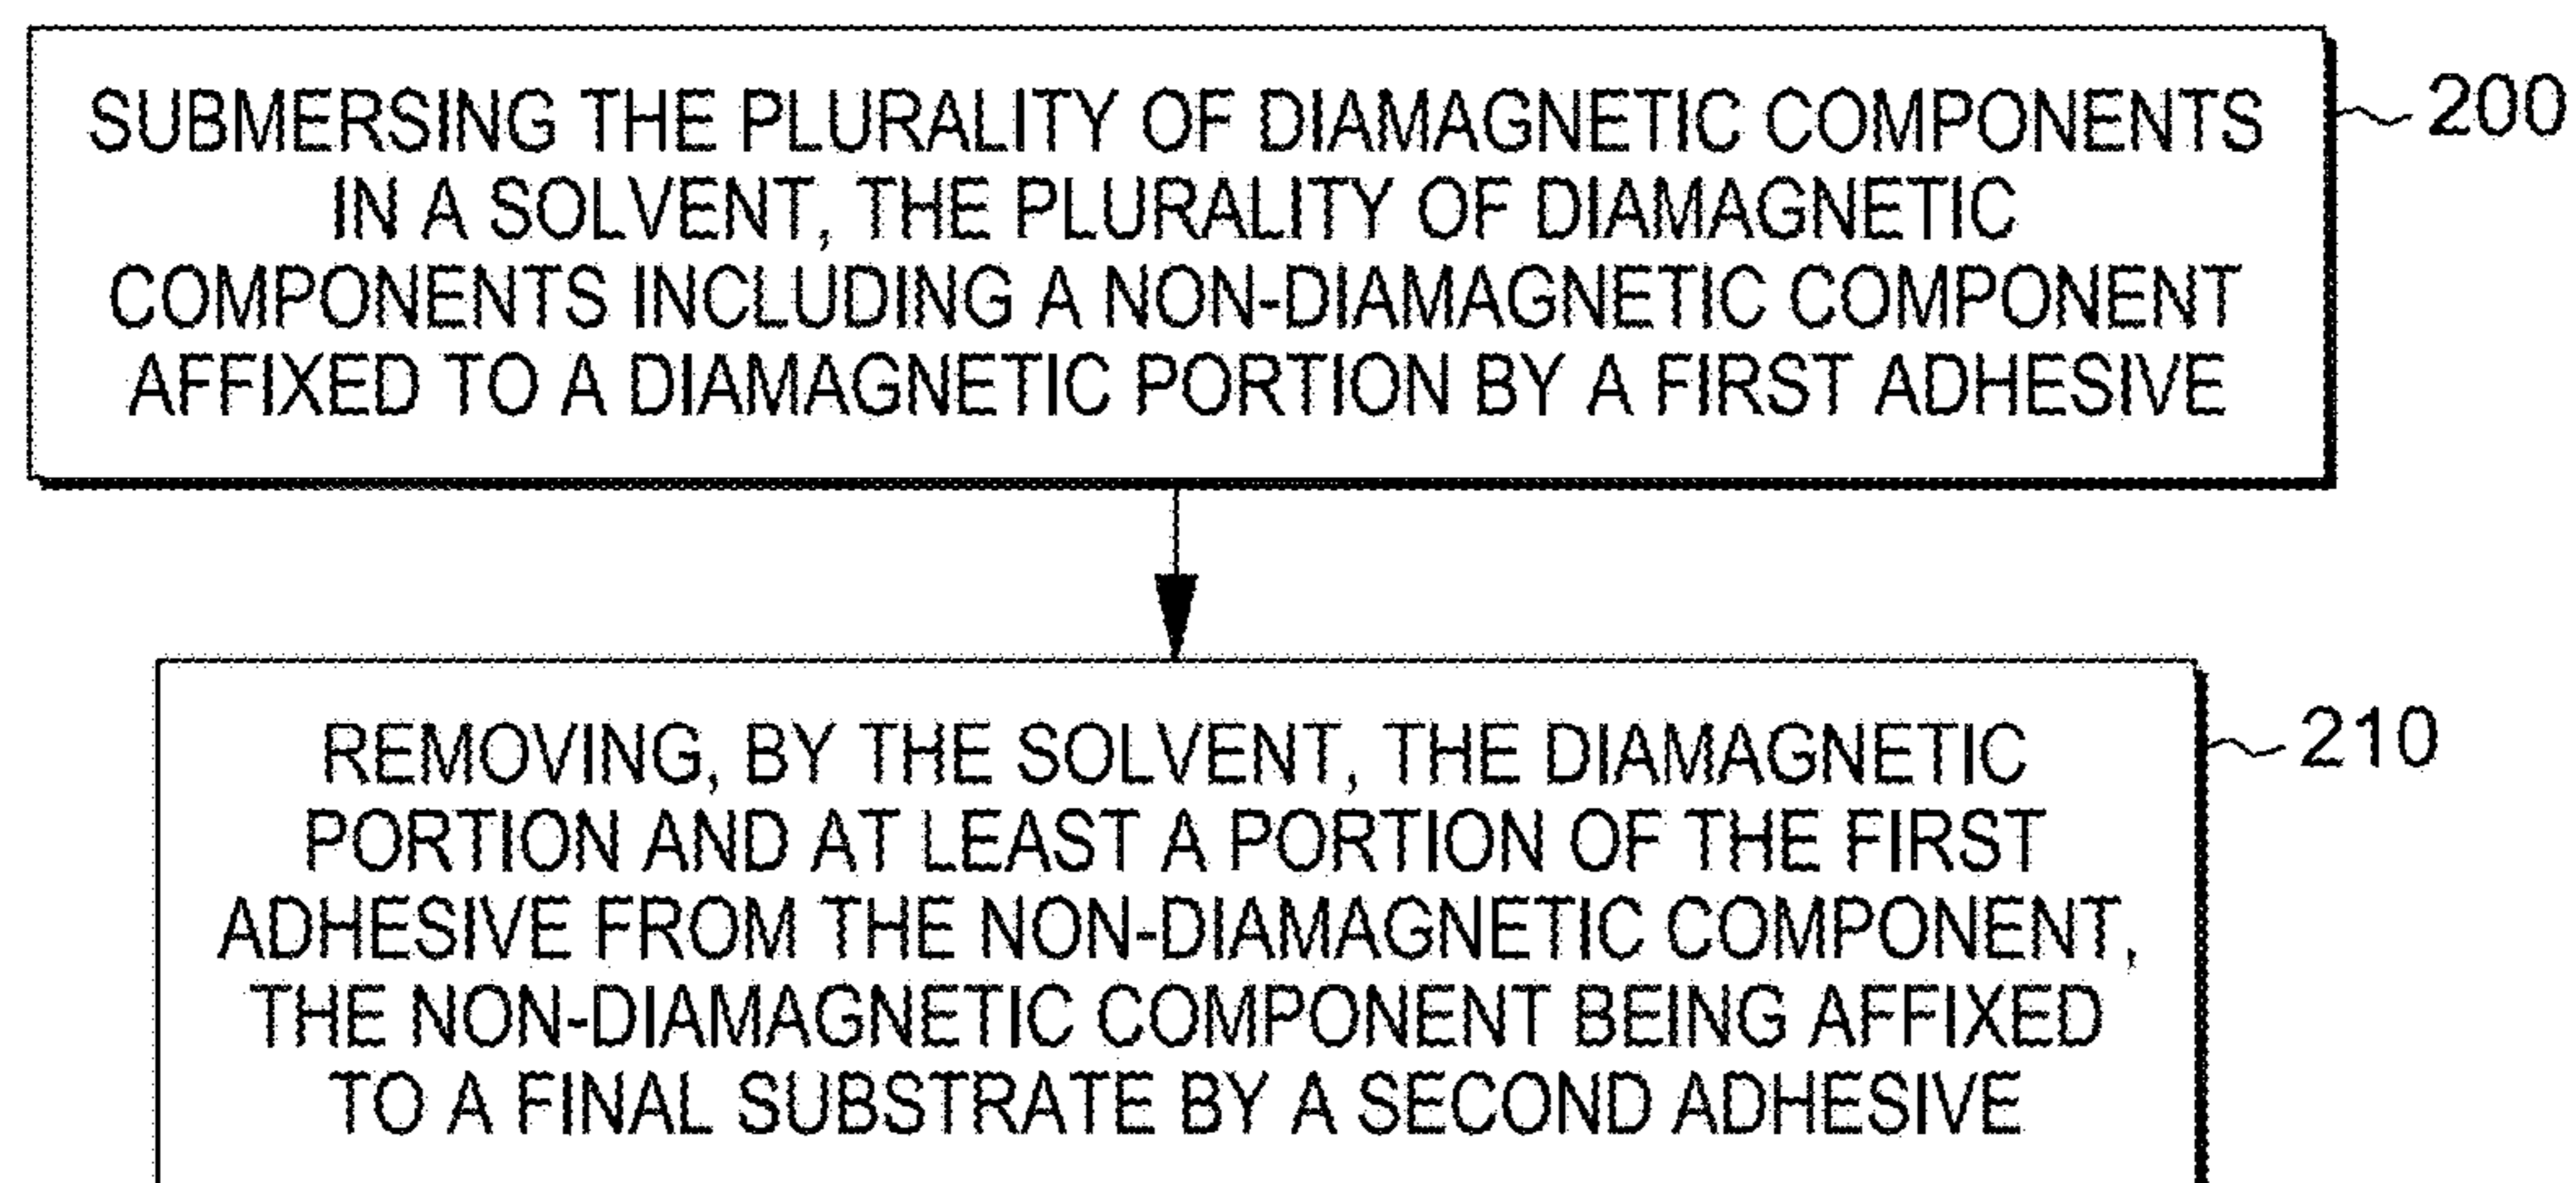 SUBMERSING THE PLURALITY OF DIAMAGNETIC COMPONENTS
IN A SOLVENT, THE PLURALITY OF DIAMAGNETIC
COMPONENTS INCLUDING A NON-DIAMAGNETIC COMPONENT
AFFIXED TO A DIAMAGNETIC PORTION BY A FIRST ADHESIVE
200
REMOVING, BY THE SOLVENT, THE DIAMAGNETIC
PORTION AND AT LEAST A PORTION OF THE FIRST
ADHESIVE FROM THE NON-DIAMAGNETIC COMPONENT,
THE NON-DIAMAGNETIC COMPONENT BEING AFFIXED
TO A FINAL SUBSTRATE BY A SECOND ADHESIVE
210